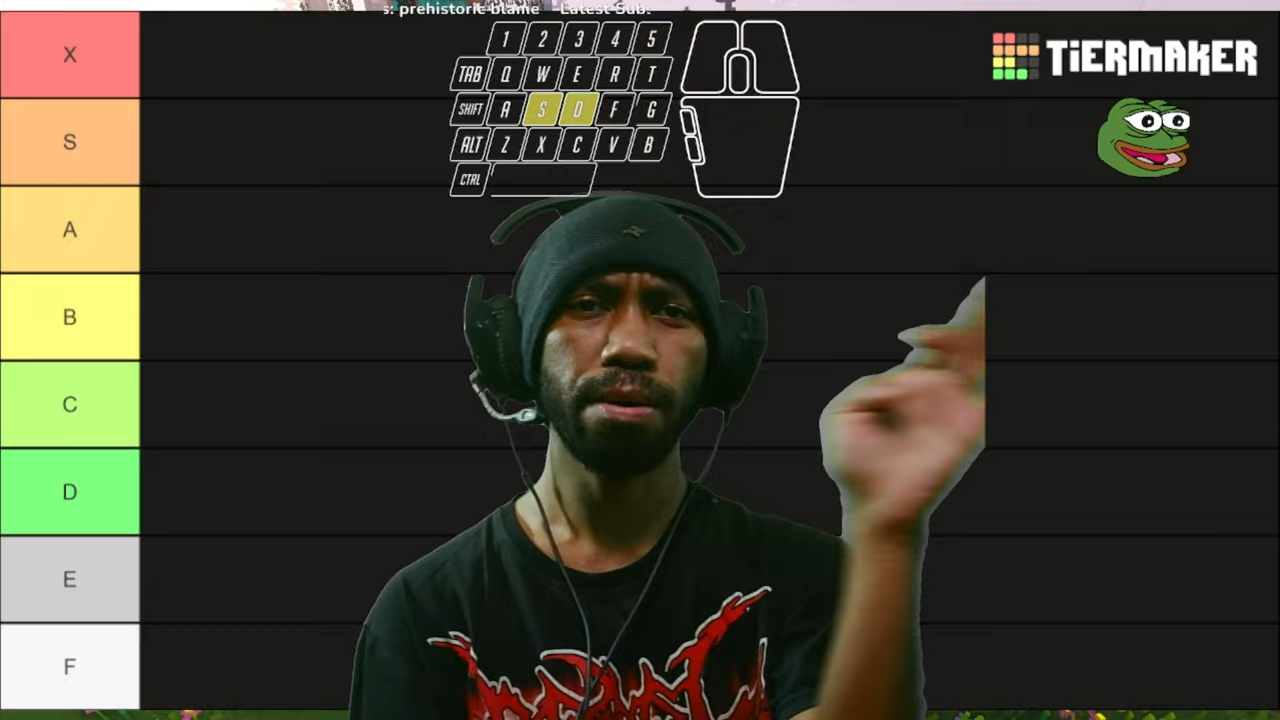 s: prehistoric blame Latest Sub:
X
TiERMAKER
S
A
B
C
D
E
F
1 2 3 4 5
TAB Q W E R T
SHIFT A S D F G
ALT Z X C V B
CTRL